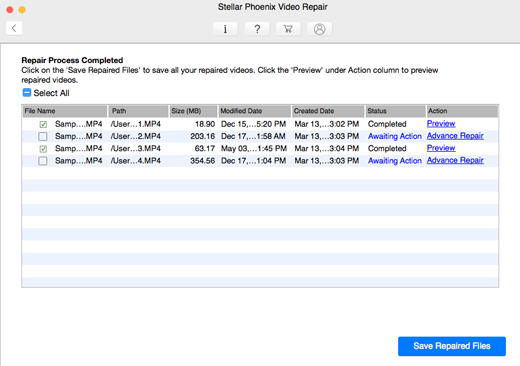 Stellar Phoenix Video Repair
Repair Process Completed
Click on the 'Save Repaired Files' to save all your repaired videos. Click the 'Preview' under Action column to preview
repaired videos.
Select All
File Name Path Size (MB) Modified Date Created Date Status Action
Samp....MP4 /User...1.MP4 18.90 Dec 15,...5:20 PM Mar 13,...3:02 PM Completed Preview
Samp....MP4 /User...2.MP4 203.16 Dec 17,...1:58 AM Mar 13,...3:03 PM Awaiting Action Advance Repair
Samp....MP4 /User...3.MP4 63.17 May 03,...1:45 PM Mar 13,...3:04 PM Completed Preview
Samp....MP4 /User...4.MP4 354.56 Dec 17,...1:04 PM Mar 13,...3:03 PM Awaiting Action Advance Repair
Save Repaired Files